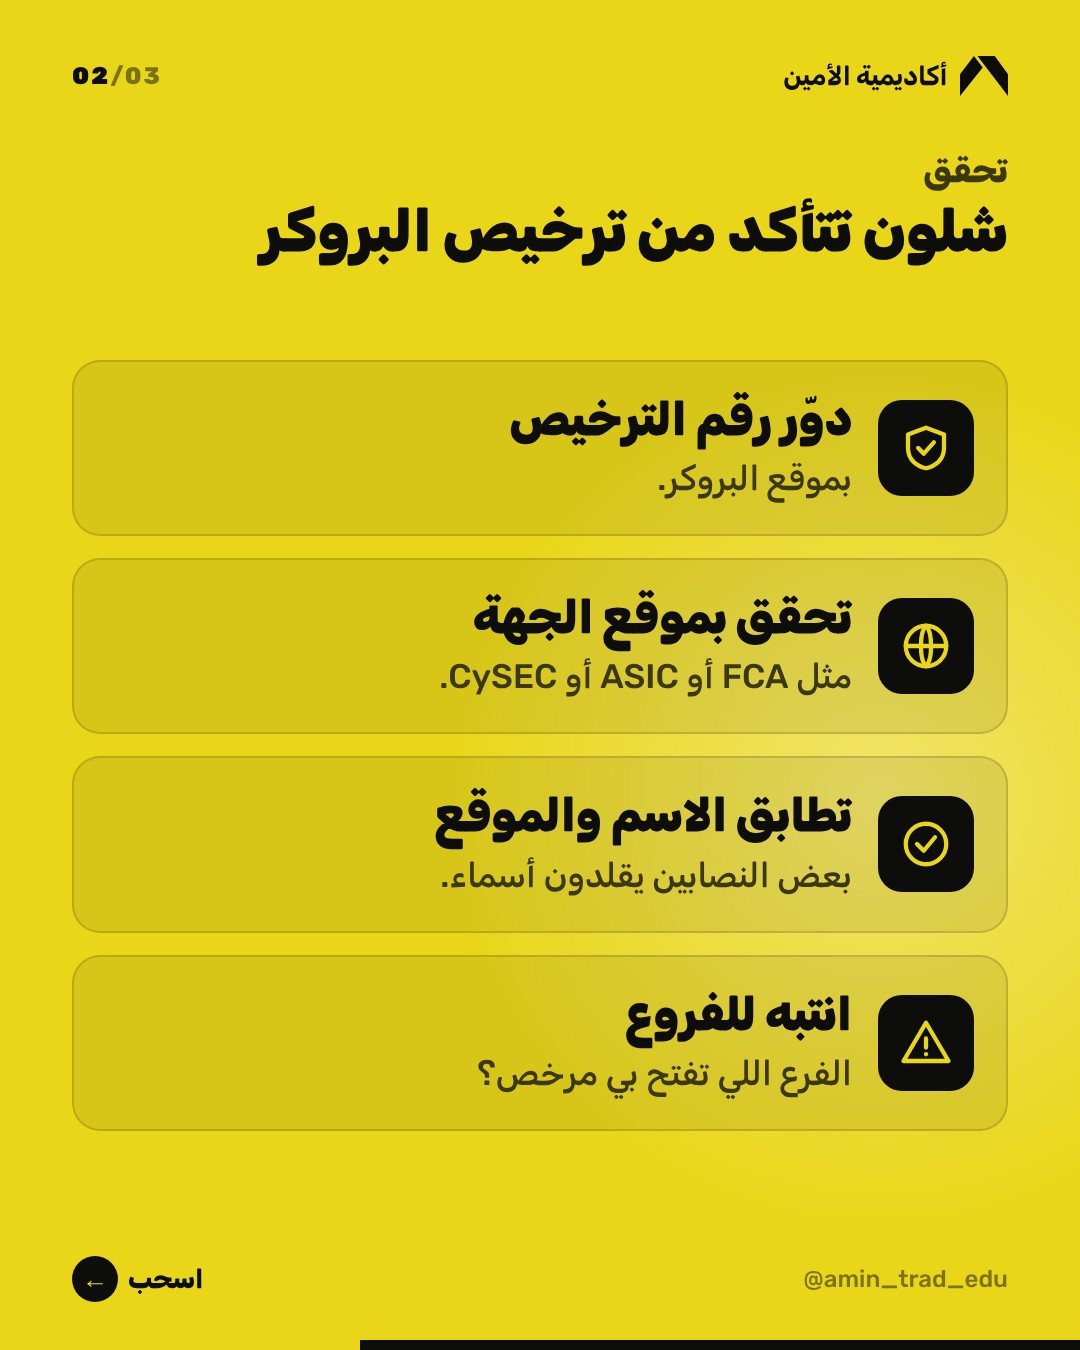 أكاديمية الأمين
02/03
تحقق
شلون تتأكد من ترخيص البروكر
دوّر رقم الترخيص
بموقع البروكر.
تحقق بموقع الجهة
مثل FCA أو ASIC أو CySEC.
تطابق الاسم والموقع
بعض النصابين يقلدون أسماء.
انتبه للفروع
الفرع اللي تفتح بي مرخص؟
@amin_trad_edu
اسحب ←